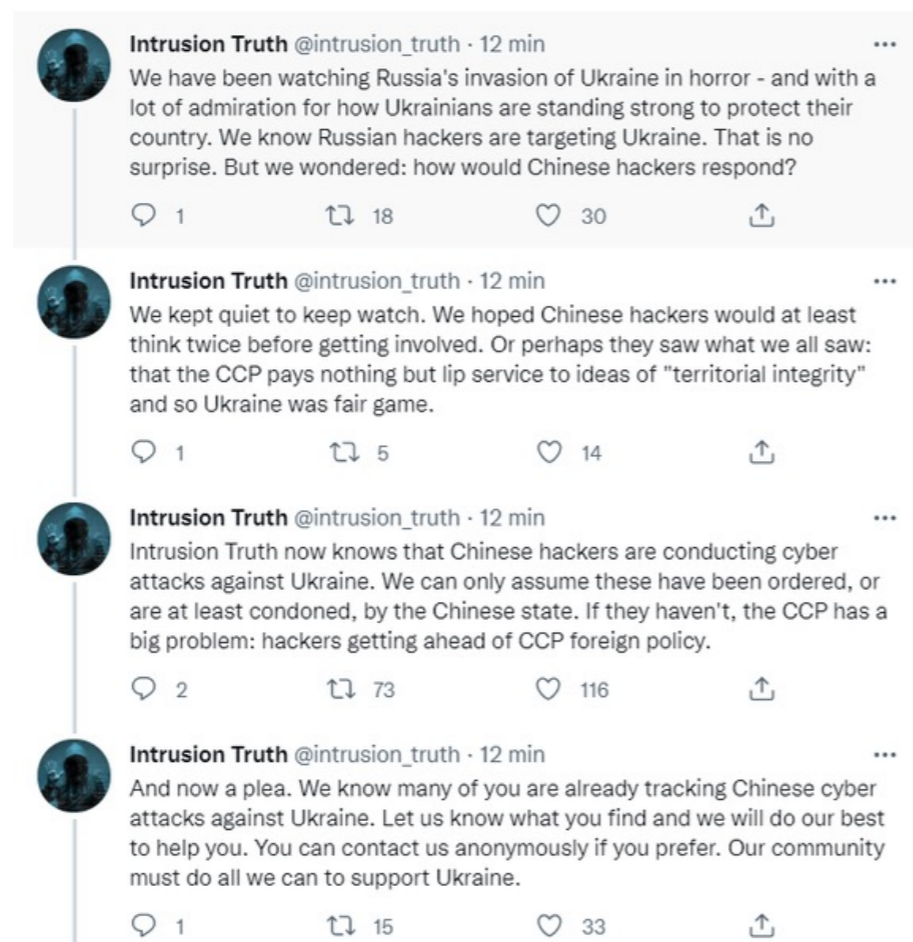 Intrusion Truth @intrusion_truth · 12 min
We have been watching Russia's invasion of Ukraine in horror - and with a
lot of admiration for how Ukrainians are standing strong to protect their
country. We know Russian hackers are targeting Ukraine. That is no
surprise. But we wondered: how would Chinese hackers respond?
1 18 30
Intrusion Truth @intrusion_truth · 12 min
We kept quiet to keep watch. We hoped Chinese hackers would at least
think twice before getting involved. Or perhaps they saw what we all saw:
that the CCP pays nothing but lip service to ideas of "territorial integrity"
and so Ukraine was fair game.
1 5 14
Intrusion Truth @intrusion_truth · 12 min
Intrusion Truth now knows that Chinese hackers are conducting cyber
attacks against Ukraine. We can only assume these have been ordered, or
are at least condoned, by the Chinese state. If they haven't, the CCP has a
big problem: hackers getting ahead of CCP foreign policy.
2 73 116
Intrusion Truth @intrusion_truth · 12 min
And now a plea. We know many of you are already tracking Chinese cyber
attacks against Ukraine. Let us know what you find and we will do our best
to help you. You can contact us anonymously if you prefer. Our community
must do all we can to support Ukraine.
1 15 33